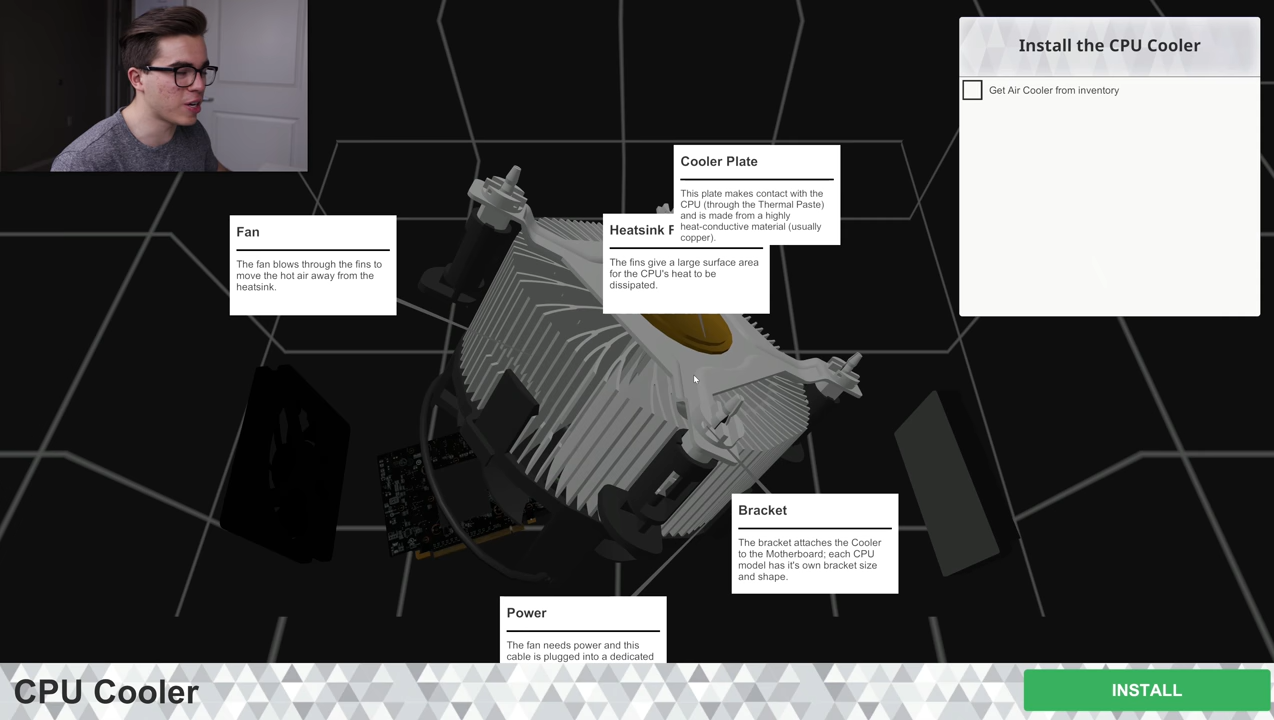 Install the CPU Cooler
Get Air Cooler from inventory
Cooler Plate
This plate makes contact with the
CPU (through the Thermal Paste)
and is made from a highly
heat-conductive material (usually
copper).
Fan
The fan blows through the fins to
move the hot air away from the
heatsink.
Heatsink F
The fins give a large surface area
for the CPU's heat to be
dissipated.
Bracket
The bracket attaches the Cooler
to the Motherboard; each CPU
model has it's own bracket size
and shape.
Power
The fan needs power and this
cable is plugged into a dedicated
CPU Cooler
INSTALL